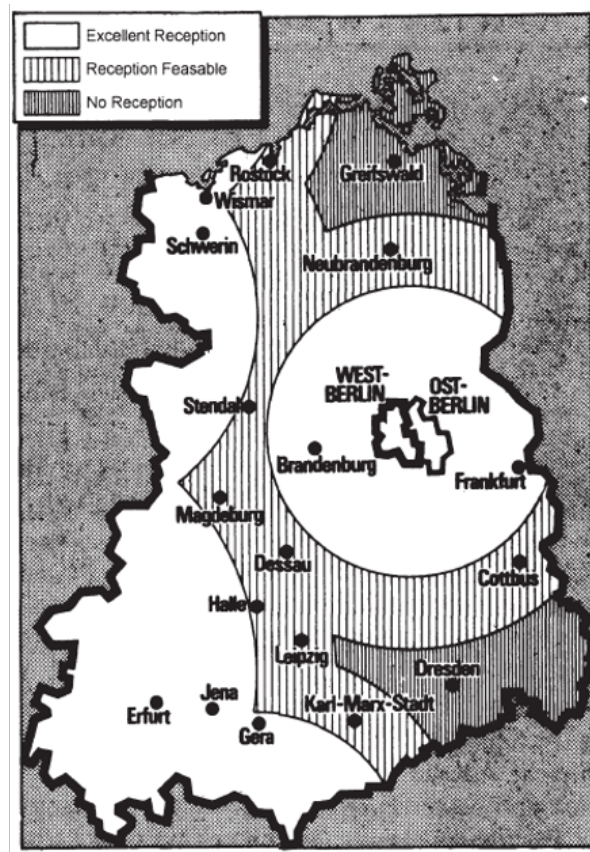 Excellent Reception
Reception Feasable
No Reception
Rostock
Greifswald
Wismar
Schwerin
Neubrandenburg
WEST-
BERLIN
OST-
BERLIN
Stendal
Brandenburg
Frankfurt
Magdeburg
Dessau
Cottbus
Halle
Leipzig
Dresden
Karl-Marx-Stadt
Jena
Erfurt
Gera